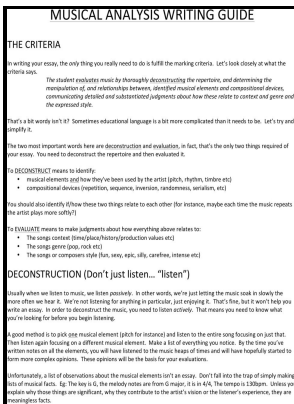 MUSICAL ANALYSIS WRITING GUIDE
THE CRITERIA
In writing your essay, the only thing you really need to do is fulfill the marking criteria. Let's look closely at what the
criteria says.
The student evaluates music by thoroughly deconstructing the repertoire, and determining the
manipulation of, and relationships between, identified musical elements and compositional devices,
communicating detailed and substantiated judgments about how these relate to context and genre and
the expressed style.
That's a bit wordy isn't it? Sometimes educational language is a bit more complicated than it needs to be. Let's try and
simplify it.
The two most important words here are deconstruction and evaluation, in fact, that's the only two things required of
your essay. You need to deconstruct the repertoire and then evaluated it.
To DECONSTRUCT means to identify:
• musical elements and how they've been used by the artist (pitch, rhythm, timbre etc)
• compositional devices (repetition, sequence, inversion, randomness, serialism, etc)
You should also identify if/how these two things relate to each other (for instance, maybe each time the music repeats
the artist plays more softly?)
To EVALUATE means to make judgments about how everything above relates to:
• The songs context (time/place/history/production values etc)
• The songs genre (pop, rock etc)
• The songs or composers style (fun, sexy, epic, silly, carefree, intense etc)
DECONSTRUCTION (Don't just listen... "listen")
Usually when we listen to music, we listen passively. In other words, we're just letting the music soak in slowly the
more often we hear it. We're not listening for anything in particular, just enjoying it. That's fine, but it won't help you
write an essay. In order to deconstruct the music, you need to listen actively. That means you need to know what
you're looking for before you begin listening.
A good method is to pick one musical element (pitch for instance) and listen to the entire song focusing on just that.
Then listen again focusing on a different musical element. Make a list of everything you notice. By the time you've
written notes on all the elements, you will have listened to the music heaps of times and will have hopefully started to
form more complex opinions. These opinions will be the basis for your evaluations.
Unfortunately, a list of observations about the musical elements isn't an essay. Don't fall into the trap of simply making
lists of musical facts. Eg: The key is G, the melody notes are from G major, it is in 4/4, The tempo is 130bpm. Unless you
explain why those things are significant, why they contribute to the artist's vision or the listener's experience, they are
meaningless facts.